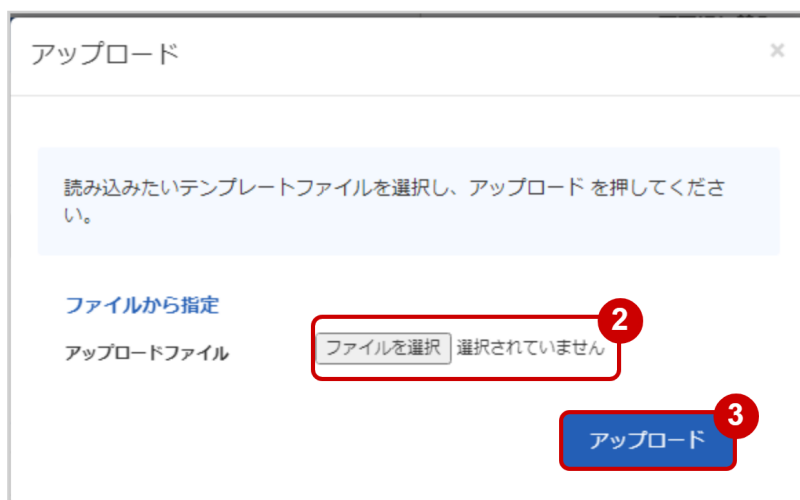 アップロード
×
読み込みたいテンプレートファイルを選択し、アップロード を押してくださ
い。
ファイルから指定
2
アップロードファイル
ファイルを選択 選択されていません
3
アップロード